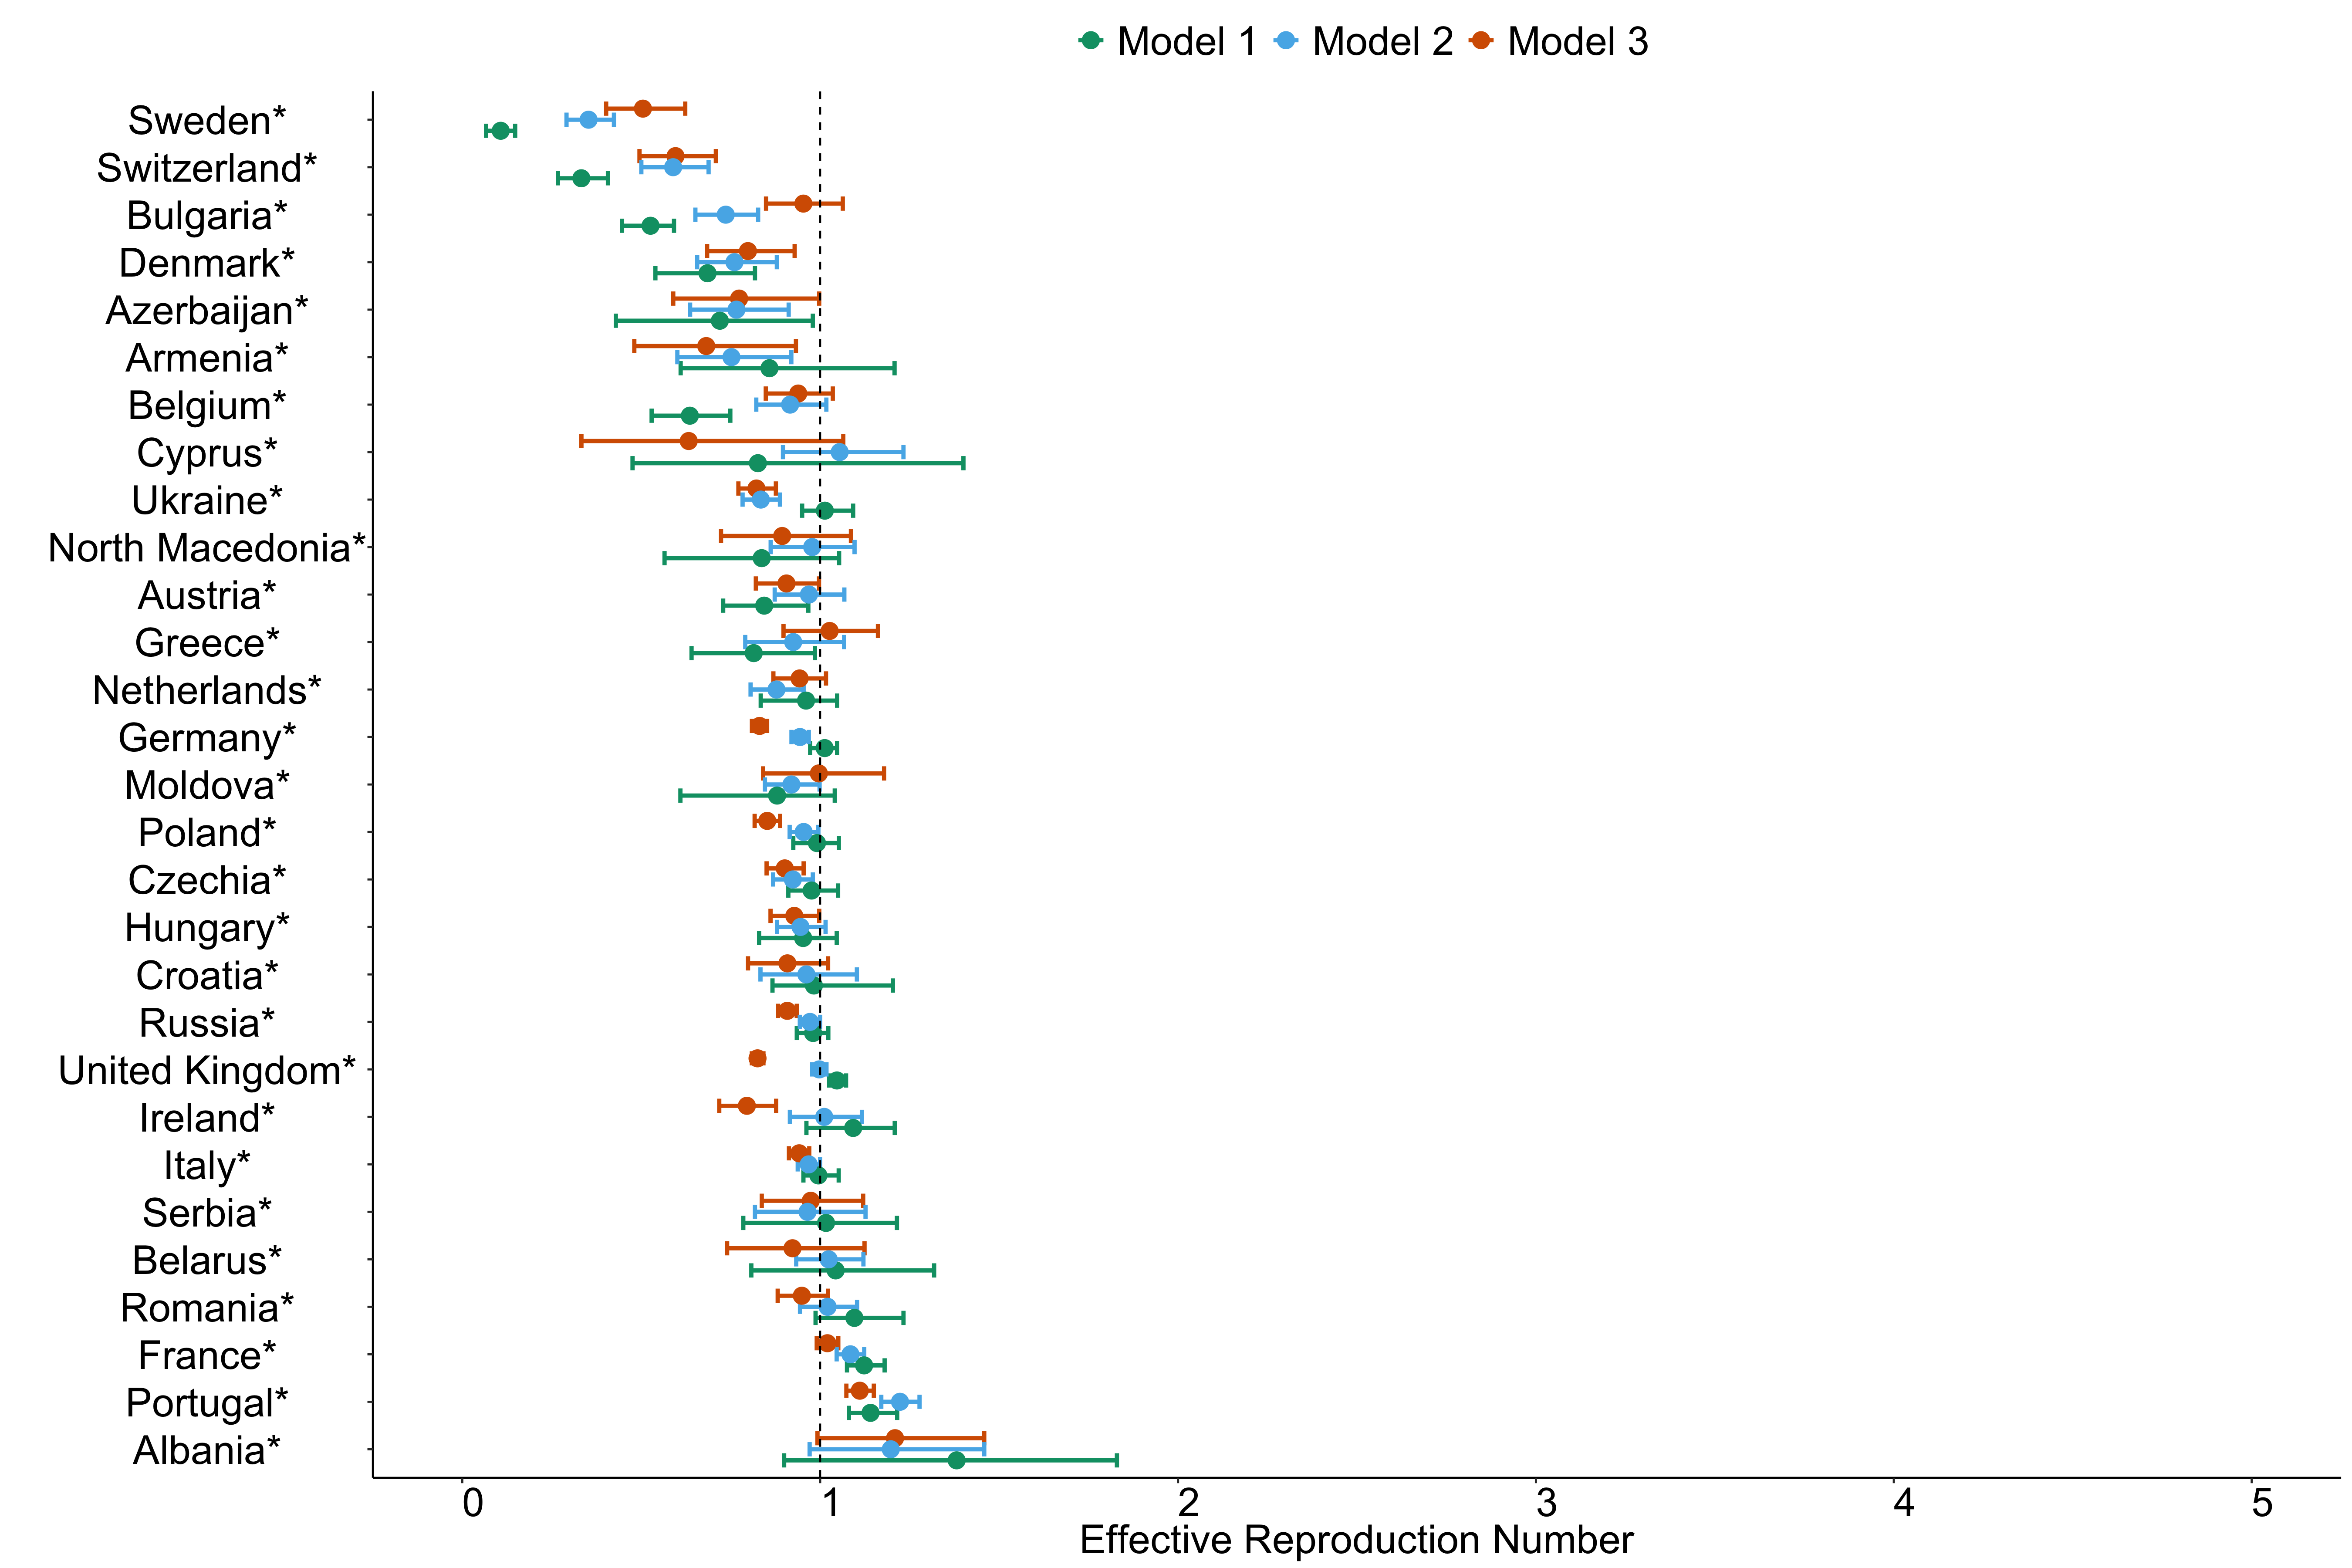 Model 1 Model 2 Model 3
Sweden*
Switzerland*
Bulgaria*
Denmark*
Azerbaijan*
Armenia*
Belgium*
Cyprus*
Ukraine*
North Macedonia*
Austria*
Greece*
Netherlands*
Germany*
Moldova*
Poland*
Czechia*
Hungary*
Croatia*
Russia*
United Kingdom*
Ireland*
Italy*
Serbia*
Belarus*
Romania*
France*
Portugal*
Albania*
0 1 2 3 4 5
Effective Reproduction Number